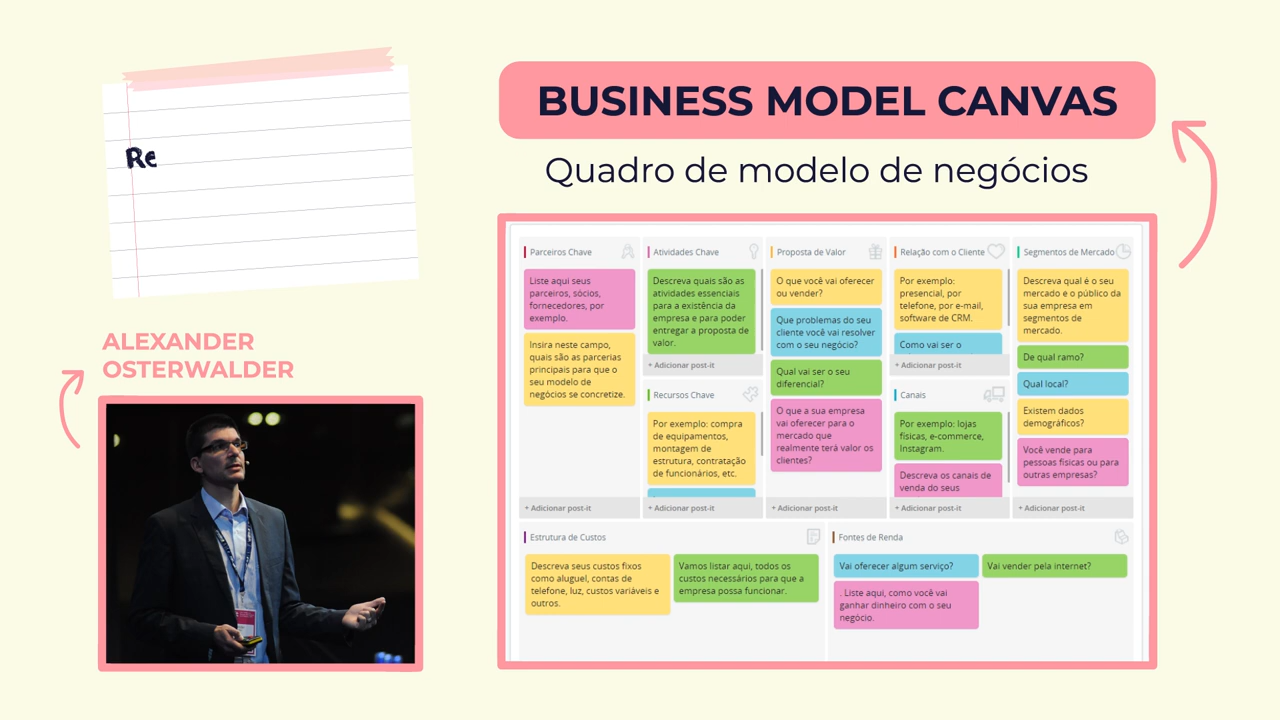 Re
ALEXANDER
OSTERWALDER
BUSINESS MODEL CANVAS
Quadro de modelo de negócios
Parceiros Chave
Liste aqui seus
parceiros, sócios,
fornecedores, por
exemplo.
Insira neste campo,
quais são as parcerias
principais para que o
seu modelo de
negócios se concretize.
+ Adicionar post-it
Atividades Chave
Descreva quais são as
atividades essenciais
para a existência da
empresa e para poder
entregar a proposta de
valor.
+ Adicionar post-it
Recursos Chave
Por exemplo: compra
de equipamentos,
montagem de
estrutura, contratação
de funcionários, etc.
+ Adicionar post-it
Proposta de Valor
O que você vai oferecer
ou vender?
Que problemas do seu
cliente você vai resolver
com o seu negócio?
Qual vai ser o seu
diferencial?
O que a sua empresa
vai oferecer para o
mercado que
realmente terá valor os
clientes?
+ Adicionar post-it
Relação com o Cliente
Por exemplo:
presencial, por
telefone, por e-mail,
software de CRM.
Como vai ser o
+ Adicionar post-it
Canais
Por exemplo: lojas
físicas, e-commerce,
Instagram.
Descreva os canais de
venda do seus
+ Adicionar post-it
Segmentos de Mercado
Descreva qual é o seu
mercado e o público da
sua empresa em
segmentos de
mercado.
De qual ramo?
Qual local?
Existem dados
demográficos?
Você vende para
pessoas físicas ou para
outras empresas?
+ Adicionar post-it
Estrutura de Custos
Descreva seus custos fixos
como aluguel, contas de
telefone, luz, custos variáveis e
outros.
Vamos listar aqui, todos os
custos necessários para que a
empresa possa funcionar.
Fontes de Renda
Vai oferecer algum serviço?
Vai vender pela internet?
. Liste aqui, como você vai
ganhar dinheiro com o seu
negócio.